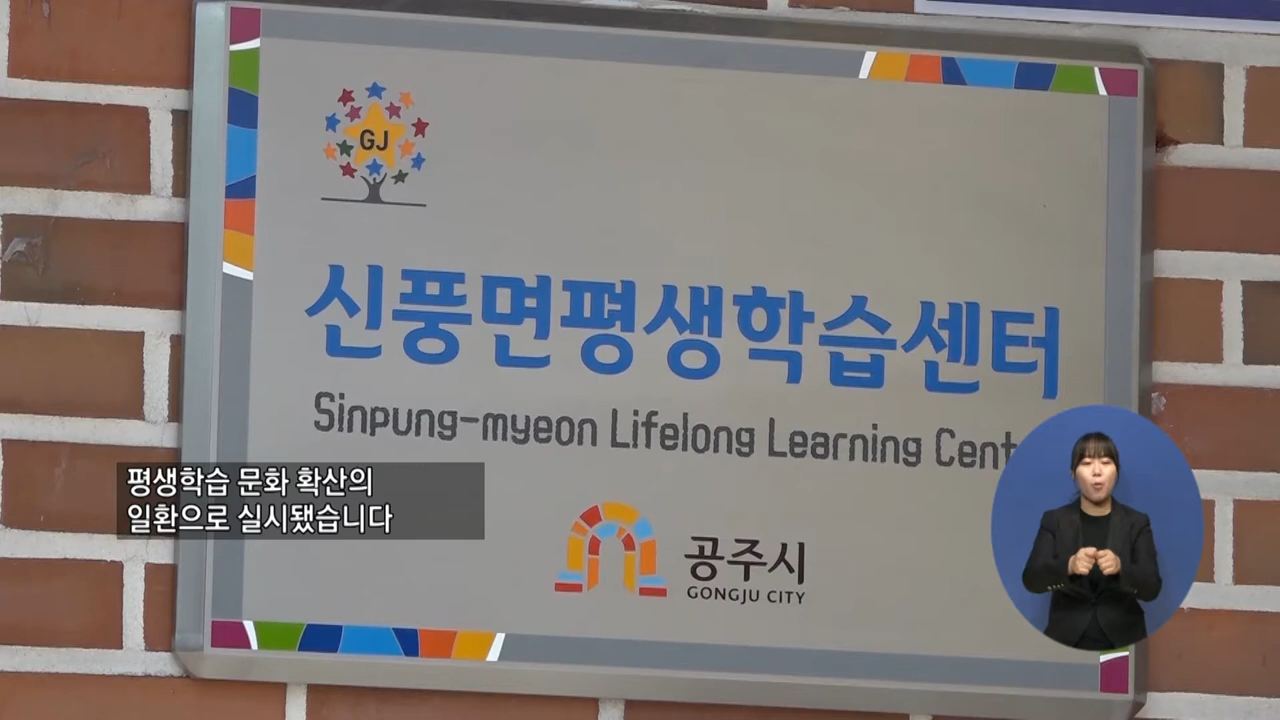 GJ
신풍면평생학습센터
Sinpung-myeon Lifelong Learning Cent
평생학습 문화 확산의
일환으로 실시됐습니다
공주시
GONGJU CITY